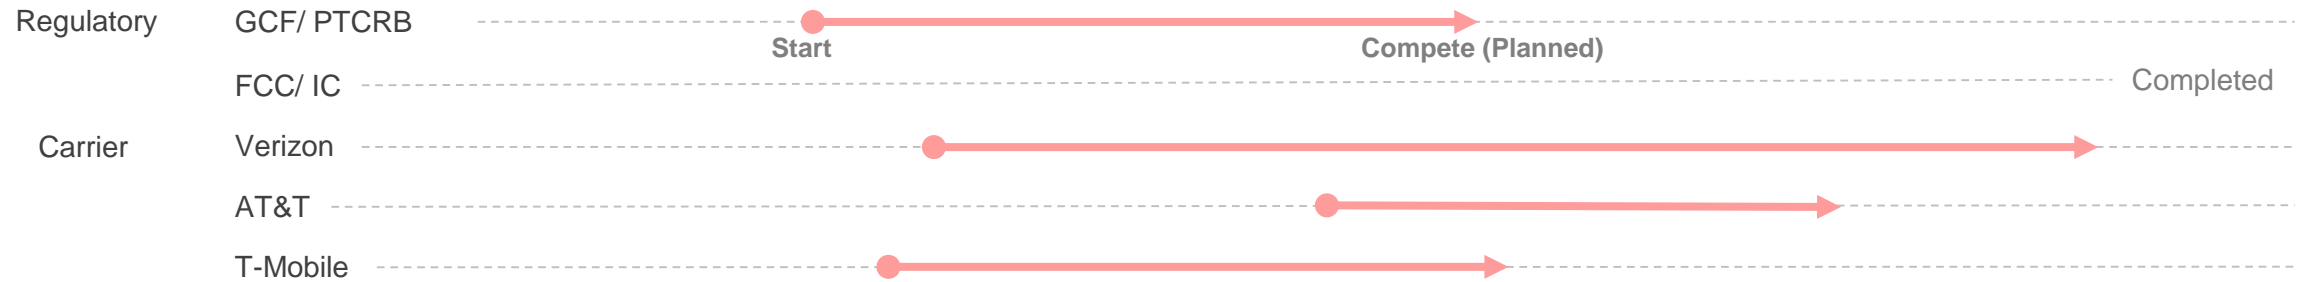 Regulatory GCF/ PTCRB
Start Compete (Planned)
FCC/ IC Completed
Carrier Verizon
AT&T
T-Mobile